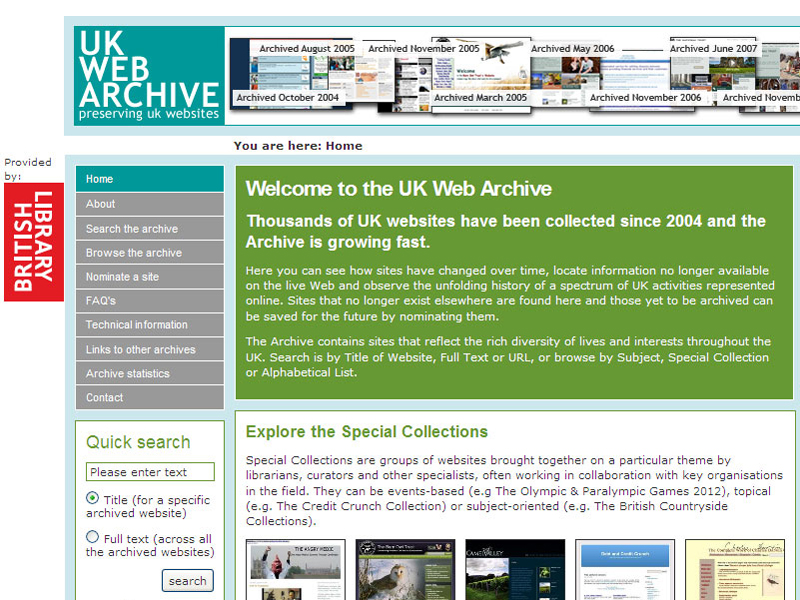 UK
WEB
ARCHIVE
preserving uk websites
Archived August 2005
Archived November 2005
Archived May 2006
Archived June 2007
Archived October 2004
Archived March 2005
Archived November 2006
Archived Novemb
You are here: Home
Provided
by:
BRITISH
LIBRARY
Home
About
Search the archive
Browse the archive
Nominate a site
FAQ's
Technical information
Links to other archives
Archive statistics
Contact
Quick search
Please enter text
Title (for a specific
archived website)
Full text (across all
the archived websites)
search
Welcome to the UK Web Archive
Thousands of UK websites have been collected since 2004 and the
Archive is growing fast.
Here you can see how sites have changed over time, locate information no longer available
on the live Web and observe the unfolding history of a spectrum of UK activities represented
online. Sites that no longer exist elsewhere are found here and those yet to be archived can
be saved for the future by nominating them.
The Archive contains sites that reflect the rich diversity of lives and interests throughout the
UK. Search is by Title of Website, Full Text or URL, or browse by Subject, Special Collection
or Alphabetical List.
Explore the Special Collections
Special Collections are groups of websites brought together on a particular theme by
librarians, curators and other specialists, often working in collaboration with key organisations
in the field. They can be events-based (e.g The Olympic & Paralympic Games 2012), topical
(e.g. The Credit Crunch Collection) or subject-oriented (e.g. The British Countryside
Collections).
Debt and Credit Crunch